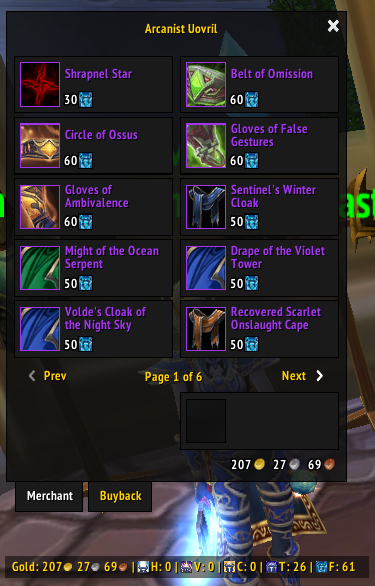 Arcanist Uovril
Shrapnel Star
30
Belt of Omission
60
Circle of Ossus
60
Gloves of False
Gestures
60
Gloves of
Ambivalence
60
Sentinel's Winter
Cloak
50
Might of the Ocean
Serpent
50
Drape of the Violet
Tower
50
Volde's Cloak of
the Night Sky
50
Recovered Scarlet
Onslaught Cape
50
Prev
Page 1 of 6
Next
207 27 69
Merchant
Buyback
Gold: 207 27 69 | H: 0 | V: 0 | C: 0 | T: 26 | F: 61